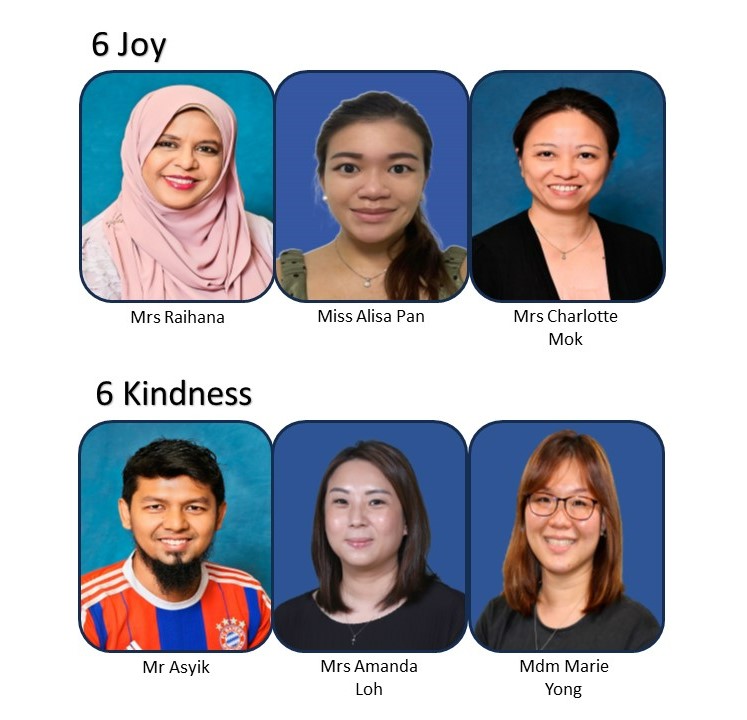 6 Joy
Mrs Raihana
Miss Alisa Pan
Mrs Charlotte
Mok
6 Kindness
Mr Asyik
Mrs Amanda
Loh
Mdm Marie
Yong